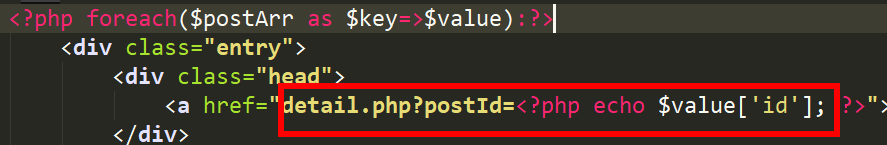 <?php foreach($postArr as $key=>$value):?>
<div class="entry">
<div class="head">
<a href="detail.php?postId=<?php echo $value['id']; ?>">
</div>